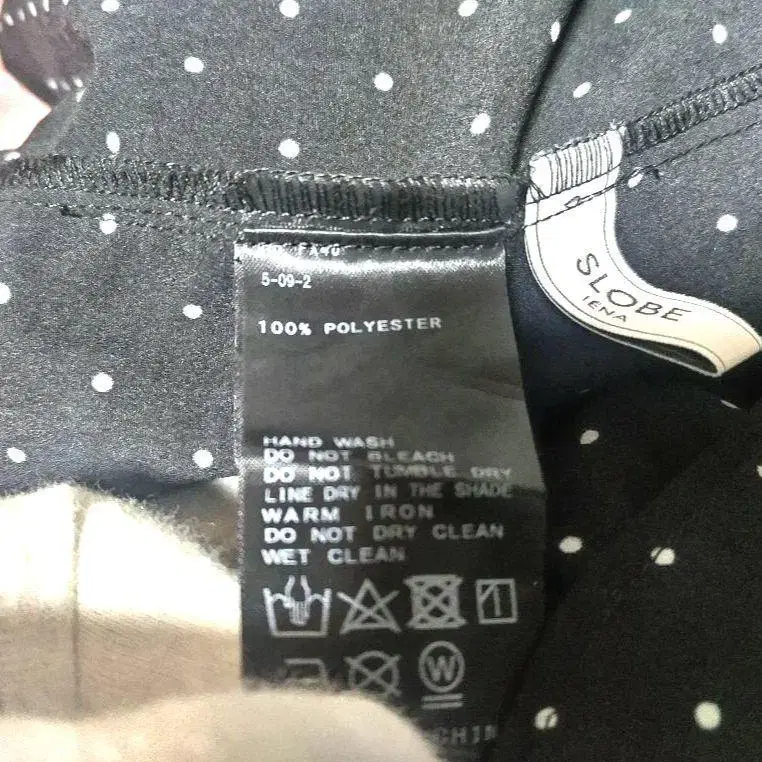 5-09-2
100% POLYESTER
HAND WASH
DO NOT BLEACH
DO NOT TUMBLE DRY
LINE DRY IN THE SHADE
WARM IRON
DO NOT DRY CLEAN
WET CLEAN
W
SLOBE
IENA